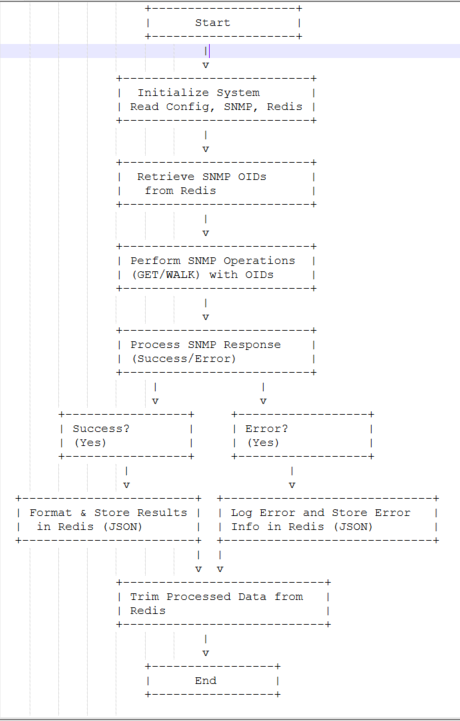 +--------------------+
|      Start         |
+--------------------+
|
v
+--------------------------+
|  Initialize System       |
| Read Config, SNMP, Redis |
+--------------------------+
|
v
+--------------------------+
|  Retrieve SNMP OIDs      |
|   from Redis             |
+--------------------------+
|
v
+--------------------------+
| Perform SNMP Operations  |
| (GET/WALK) with OIDs     |
+--------------------------+
|
v
+--------------------------+
| Process SNMP Response    |
| (Success/Error)          |
+--------------------------+
|              |
v              v
+-----------------+     +------------------+
| Success?        |     | Error?           |
| (Yes)           |     | (Yes)            |
+-----------------+     +------------------+
|                      |
v                      v
+------------------------+  +-----------------------------+
| Format & Store Results |  | Log Error and Store Error   |
|  in Redis (JSON)       |  | Info in Redis (JSON)        |
+------------------------+  +-----------------------------+
|  |
v  v
+----------------------------+
| Trim Processed Data from   |
| Redis                      |
+----------------------------+
|
v
+-----------------+
|      End        |
+-----------------+